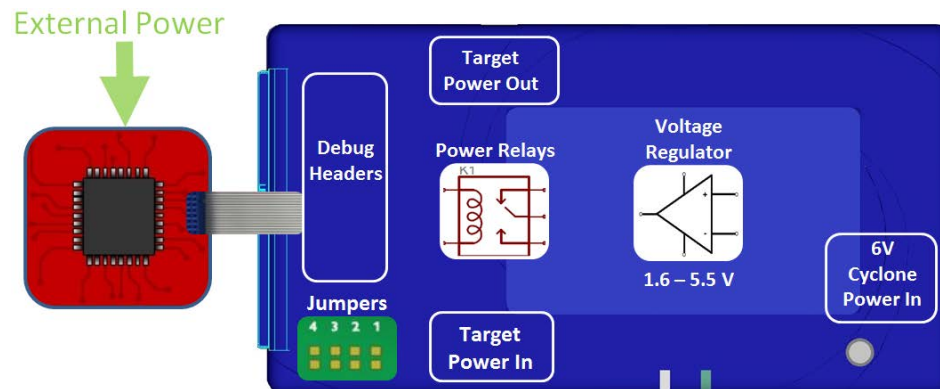 External Power
Target
Power Out
Debug
Headers
Power Relays
K1
Voltage
Regulator
+
-
1.6 – 5.5 V
6V
Cyclone
Power In
Jumpers
4 3 2 1
Target
Power In